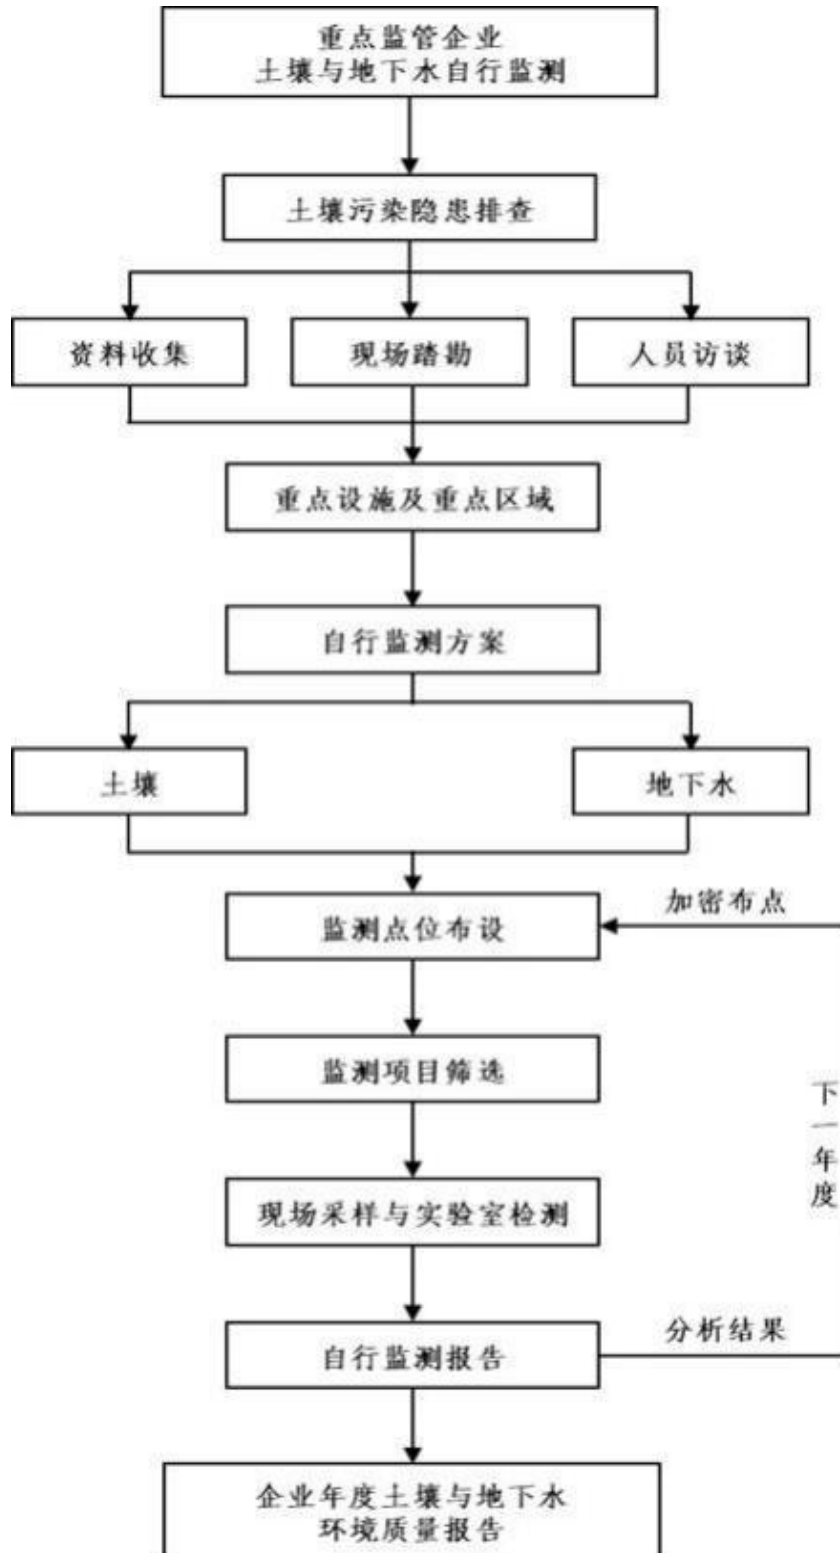 重点监管企业
土壤与地下水自行监测
土壤污染隐患排查
资料收集
现场踏勘
人员访谈
重点设施及重点区域
自行监测方案
土壤
地下水
加密布点
监测点位布设
监测项目筛选
下一年度
现场采样与实验室检测
分析结果
自行监测报告
企业年度土壤与地下水
环境质量报告